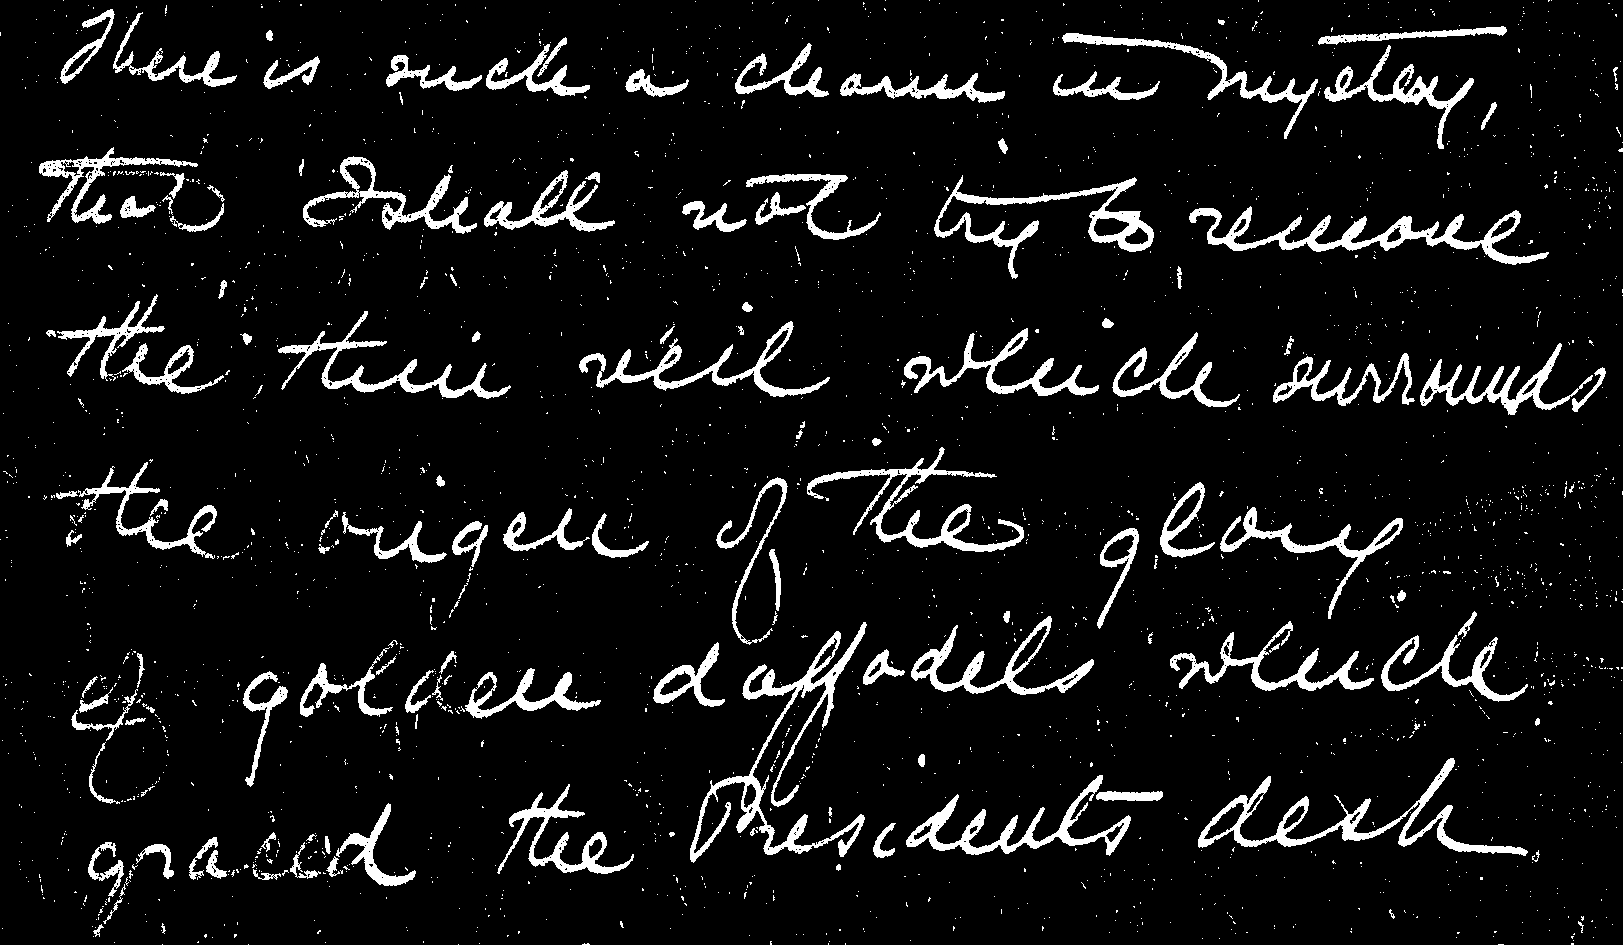 There is such a charm in mystery,
that I shall not try to remove
the thin veil which surrounds
the origen of the glory
of golden daffodils which
graced the Presidents desk